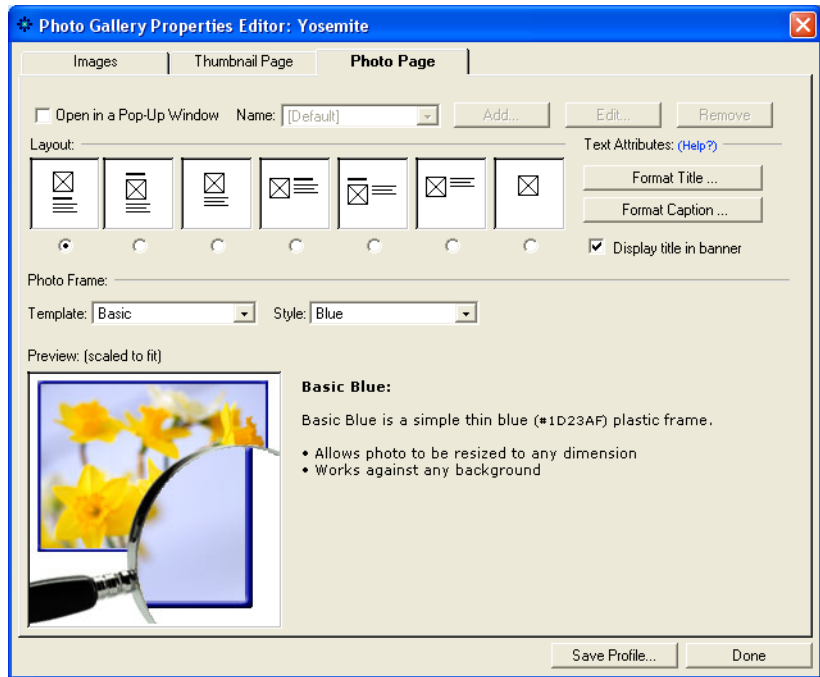 Photo Gallery Properties Editor: Yosemite
Images Thumbnail Page Photo Page
Open in a Pop-Up Window Name: [Default] Add... Edit... Remove
Layout: Text Attributes: (Help?)
Format Title ...
Format Caption ...
Display title in banner
Photo Frame:
Template: Basic Style: Blue
Preview: (scaled to fit)
Basic Blue:
Basic Blue is a simple thin blue (#1D23AF) plastic frame.
• Allows photo to be resized to any dimension
• Works against any background
Save Profile... Done